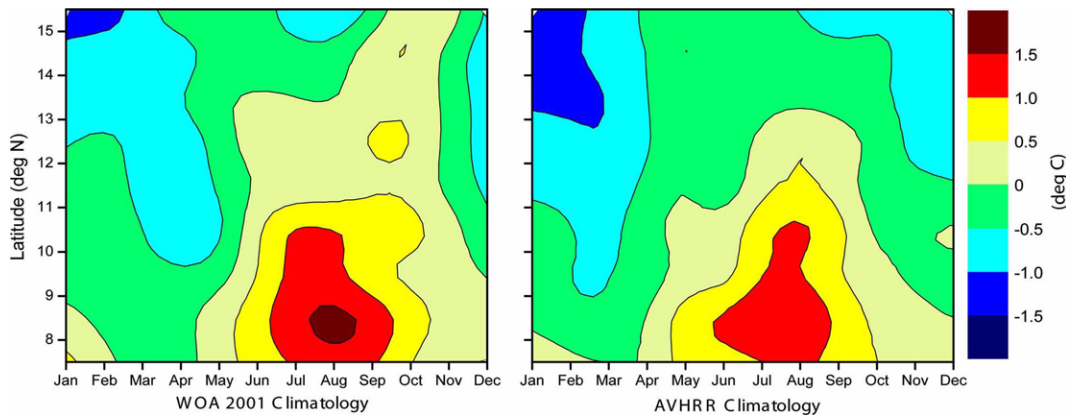 15
14
13
12
11
10
9
8
Latitude (deg N)
Jan Feb Mar Apr May Jun Jul Aug Sep Oct Nov Dec
WOA 2001 Climatology
Jan Feb Mar Apr May Jun Jul Aug Sep Oct Nov Dec
AVHRR Climatology
1.5
1.0
0.5
0
-0.5
-1.0
-1.5
(deq C)